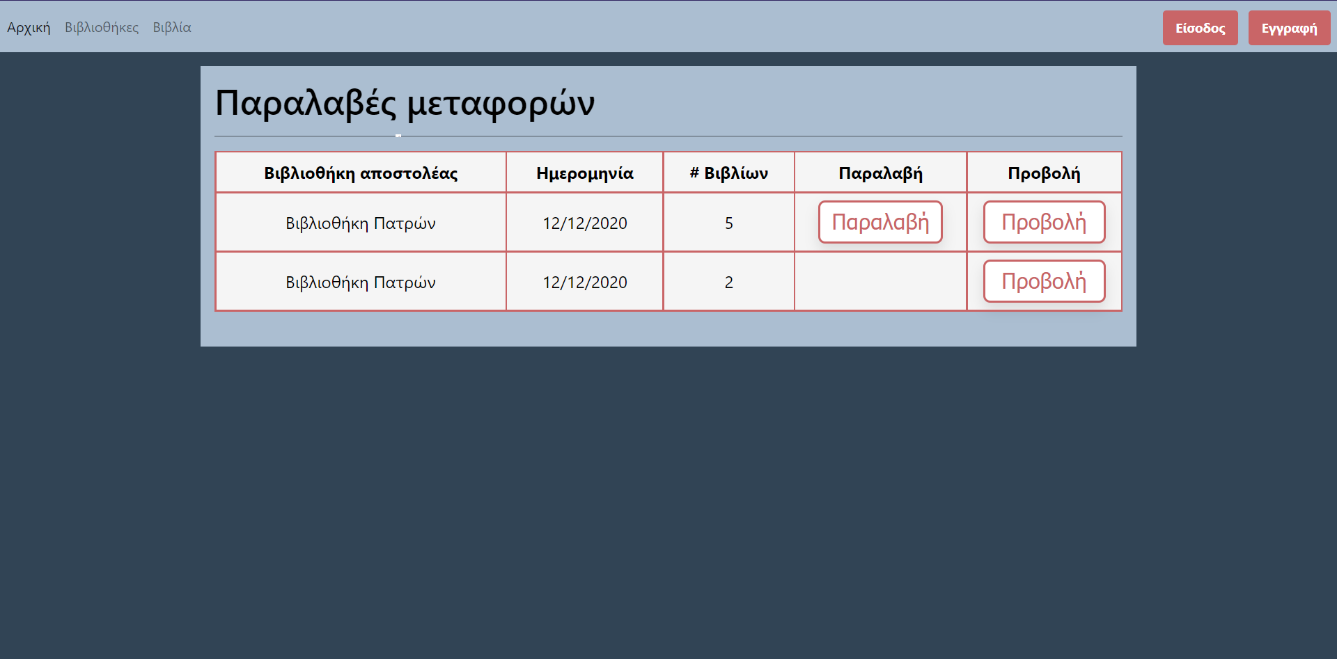 Αρχική Βιβλιοθήκες Βιβλία Είσοδος Εγγραφή
Παραλαβές μεταφορών
Βιβλιοθήκη αποστολέας Ημερομηνία # Βιβλίων Παραλαβή Προβολή
Βιβλιοθήκη Πατρών 12/12/2020 5 Παραλαβή Προβολή
Βιβλιοθήκη Πατρών 12/12/2020 2 Προβολή